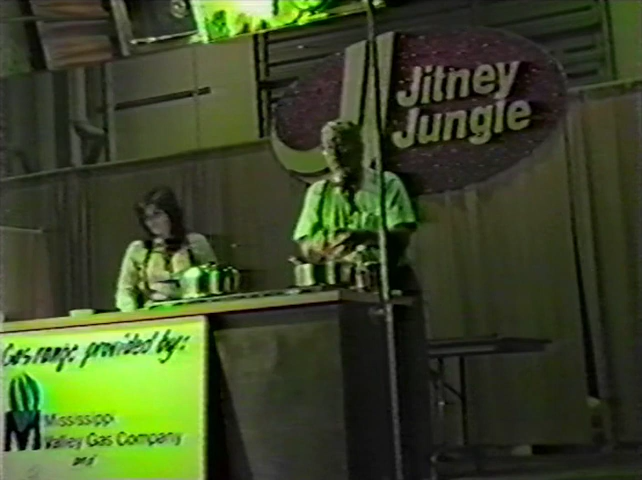 Jitney
Jungle
Gas range provided by:
Mississippi
Valley Gas Company
and